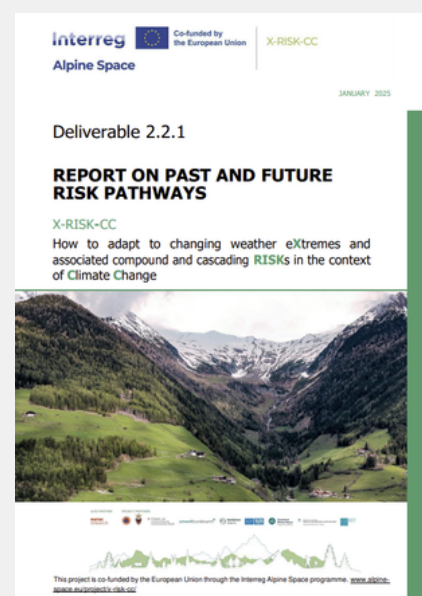 Interreg
Co-funded by
the European Union
X-RISK-CC
Alpine Space
JANUARY 2025
Deliverable 2.2.1
REPORT ON PAST AND FUTURE
RISK PATHWAYS
X-RISK-CC
How to adapt to changing weather eXtremes and
associated compound and cascading RISKs in the context
of Climate Change
This project is co-funded by the European Union through the Interreg Alpine Space programme. www.alpine-
space.eu/project/x-risk-cc/